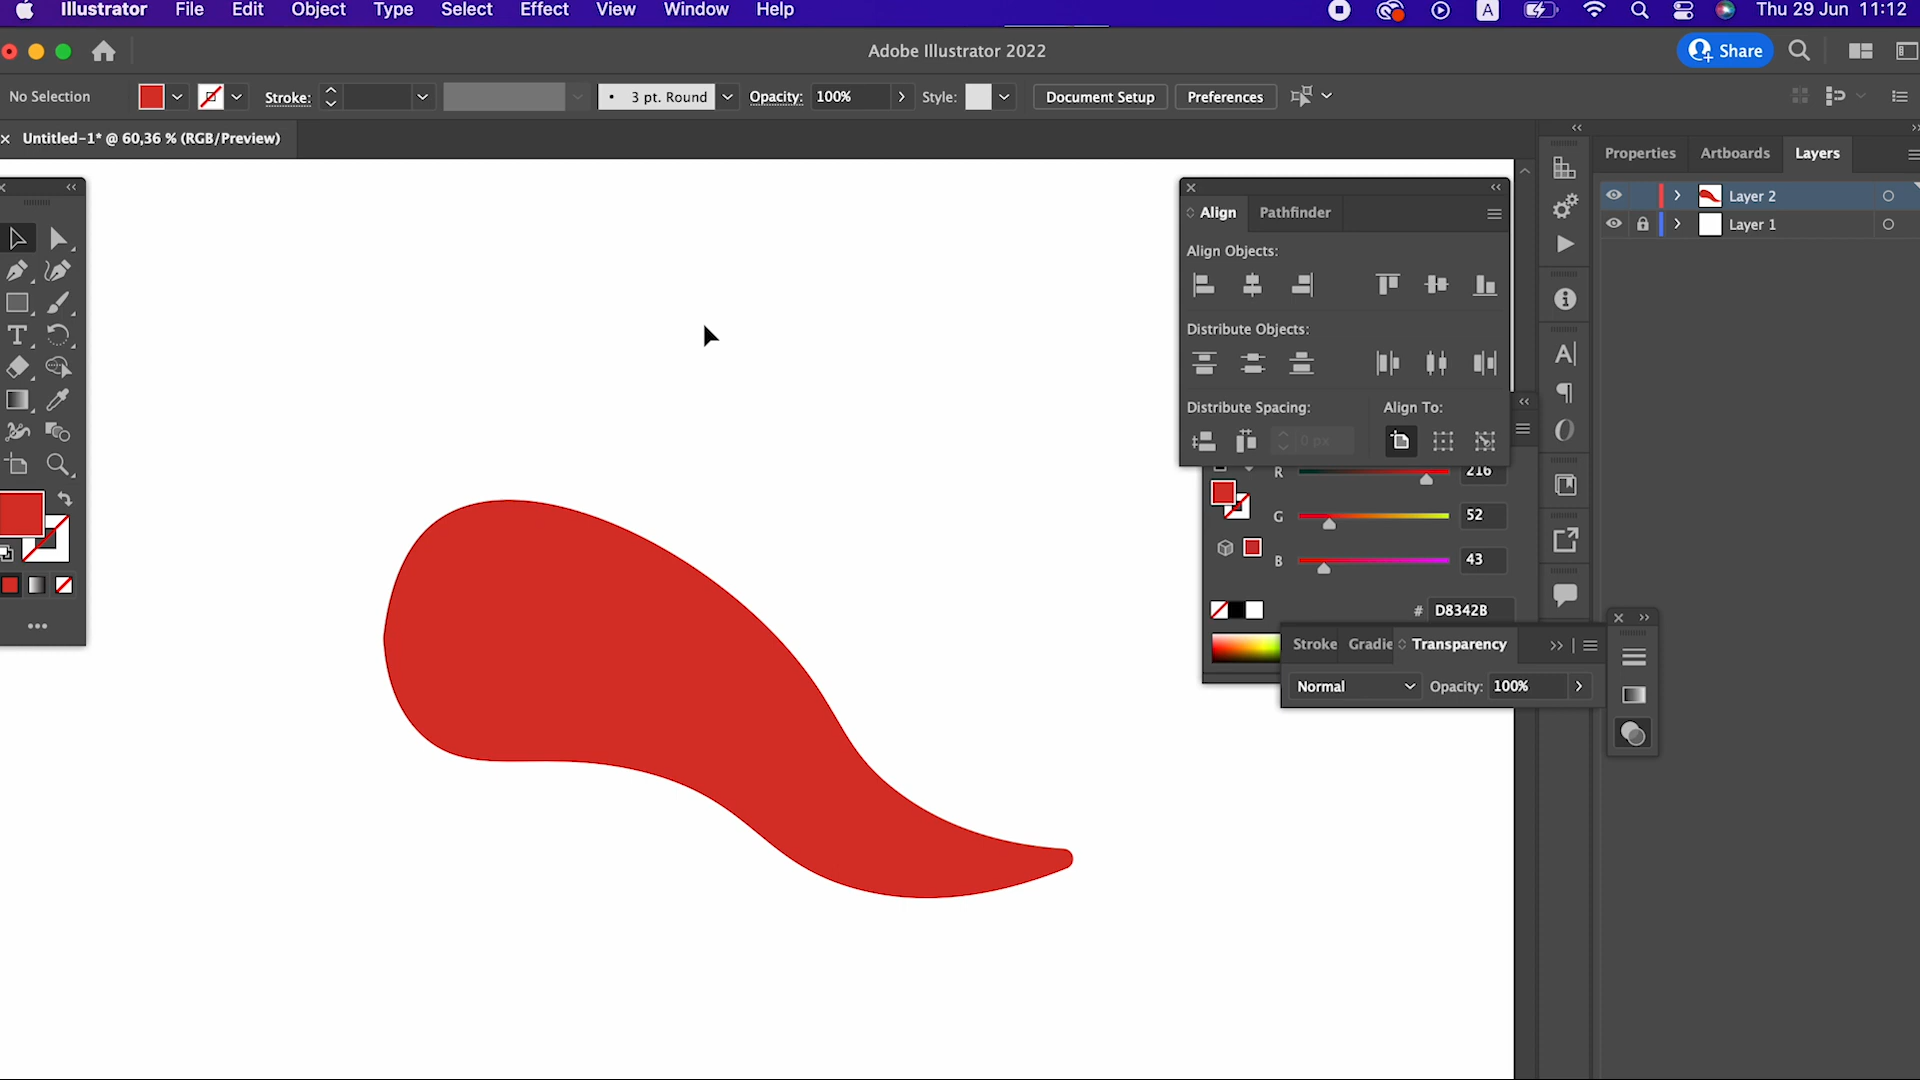 Illustrator File Edit Object Type Select Effect View Window Help A Thu 29 Jun 11:12
Adobe Illustrator 2022
Share
No Selection Stroke: 3 pt. Round Opacity: 100% Style: Document Setup Preferences
Untitled-1* @ 60,36 % (RGB/Preview)
Properties Artboards Layers
Layer 2
Layer 1
Align Pathfinder
Align Objects:
Distribute Objects:
Distribute Spacing: Align To:
0 px
R 216
G 52
B 43
# D8342B
Stroke Gradie Transparency
Normal Opacity: 100%